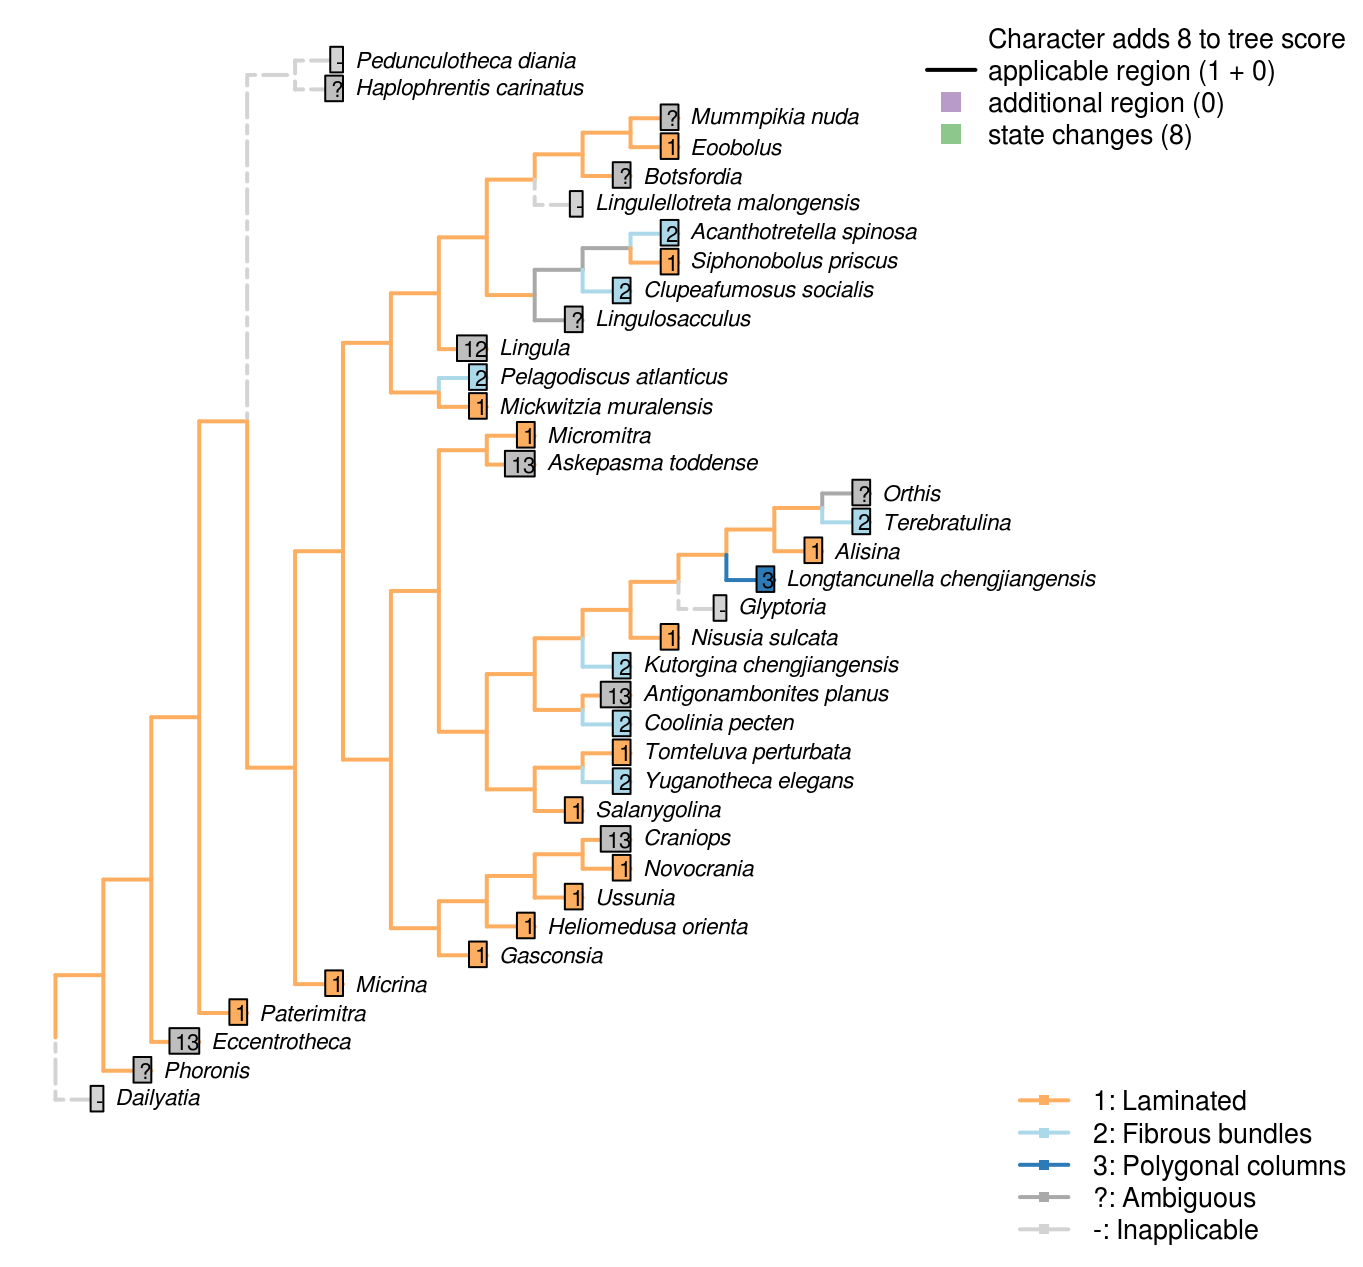 Character adds 8 to tree score
applicable region (1 + 0)
additional region (0)
state changes (8)
- Pedunculotheca diania
? Haplophrentis carinatus
? Mummpikia nuda
1 Eoobolus
? Botsfordia
- Lingulellotreta malongensis
2 Acanthotretella spinosa
1 Siphonobolus priscus
2 Clupeafumosus socialis
? Lingulosacculus
12 Lingula
2 Pelagodiscus atlanticus
1 Mickwitzia muralensis
1 Micromitra
13 Askepasma toddense
? Orthis
2 Terebratulina
1 Alisina
3 Longtancunella chengjiangensis
- Glyptoria
1 Nisusia sulcata
2 Kutorgina chengjiangensis
13 Antigonambonites planus
2 Coolinia pecten
1 Tomteluva perturbata
2 Yuganotheca elegans
1 Salanygolina
13 Craniops
1 Novocrania
1 Ussunia
1 Heliomedusa orienta
1 Gasconsia
1 Micrina
1 Paterimitra
13 Eccentrotheca
? Phoronis
- Dailyatia
1: Laminated
2: Fibrous bundles
3: Polygonal columns
?: Ambiguous
-: Inapplicable